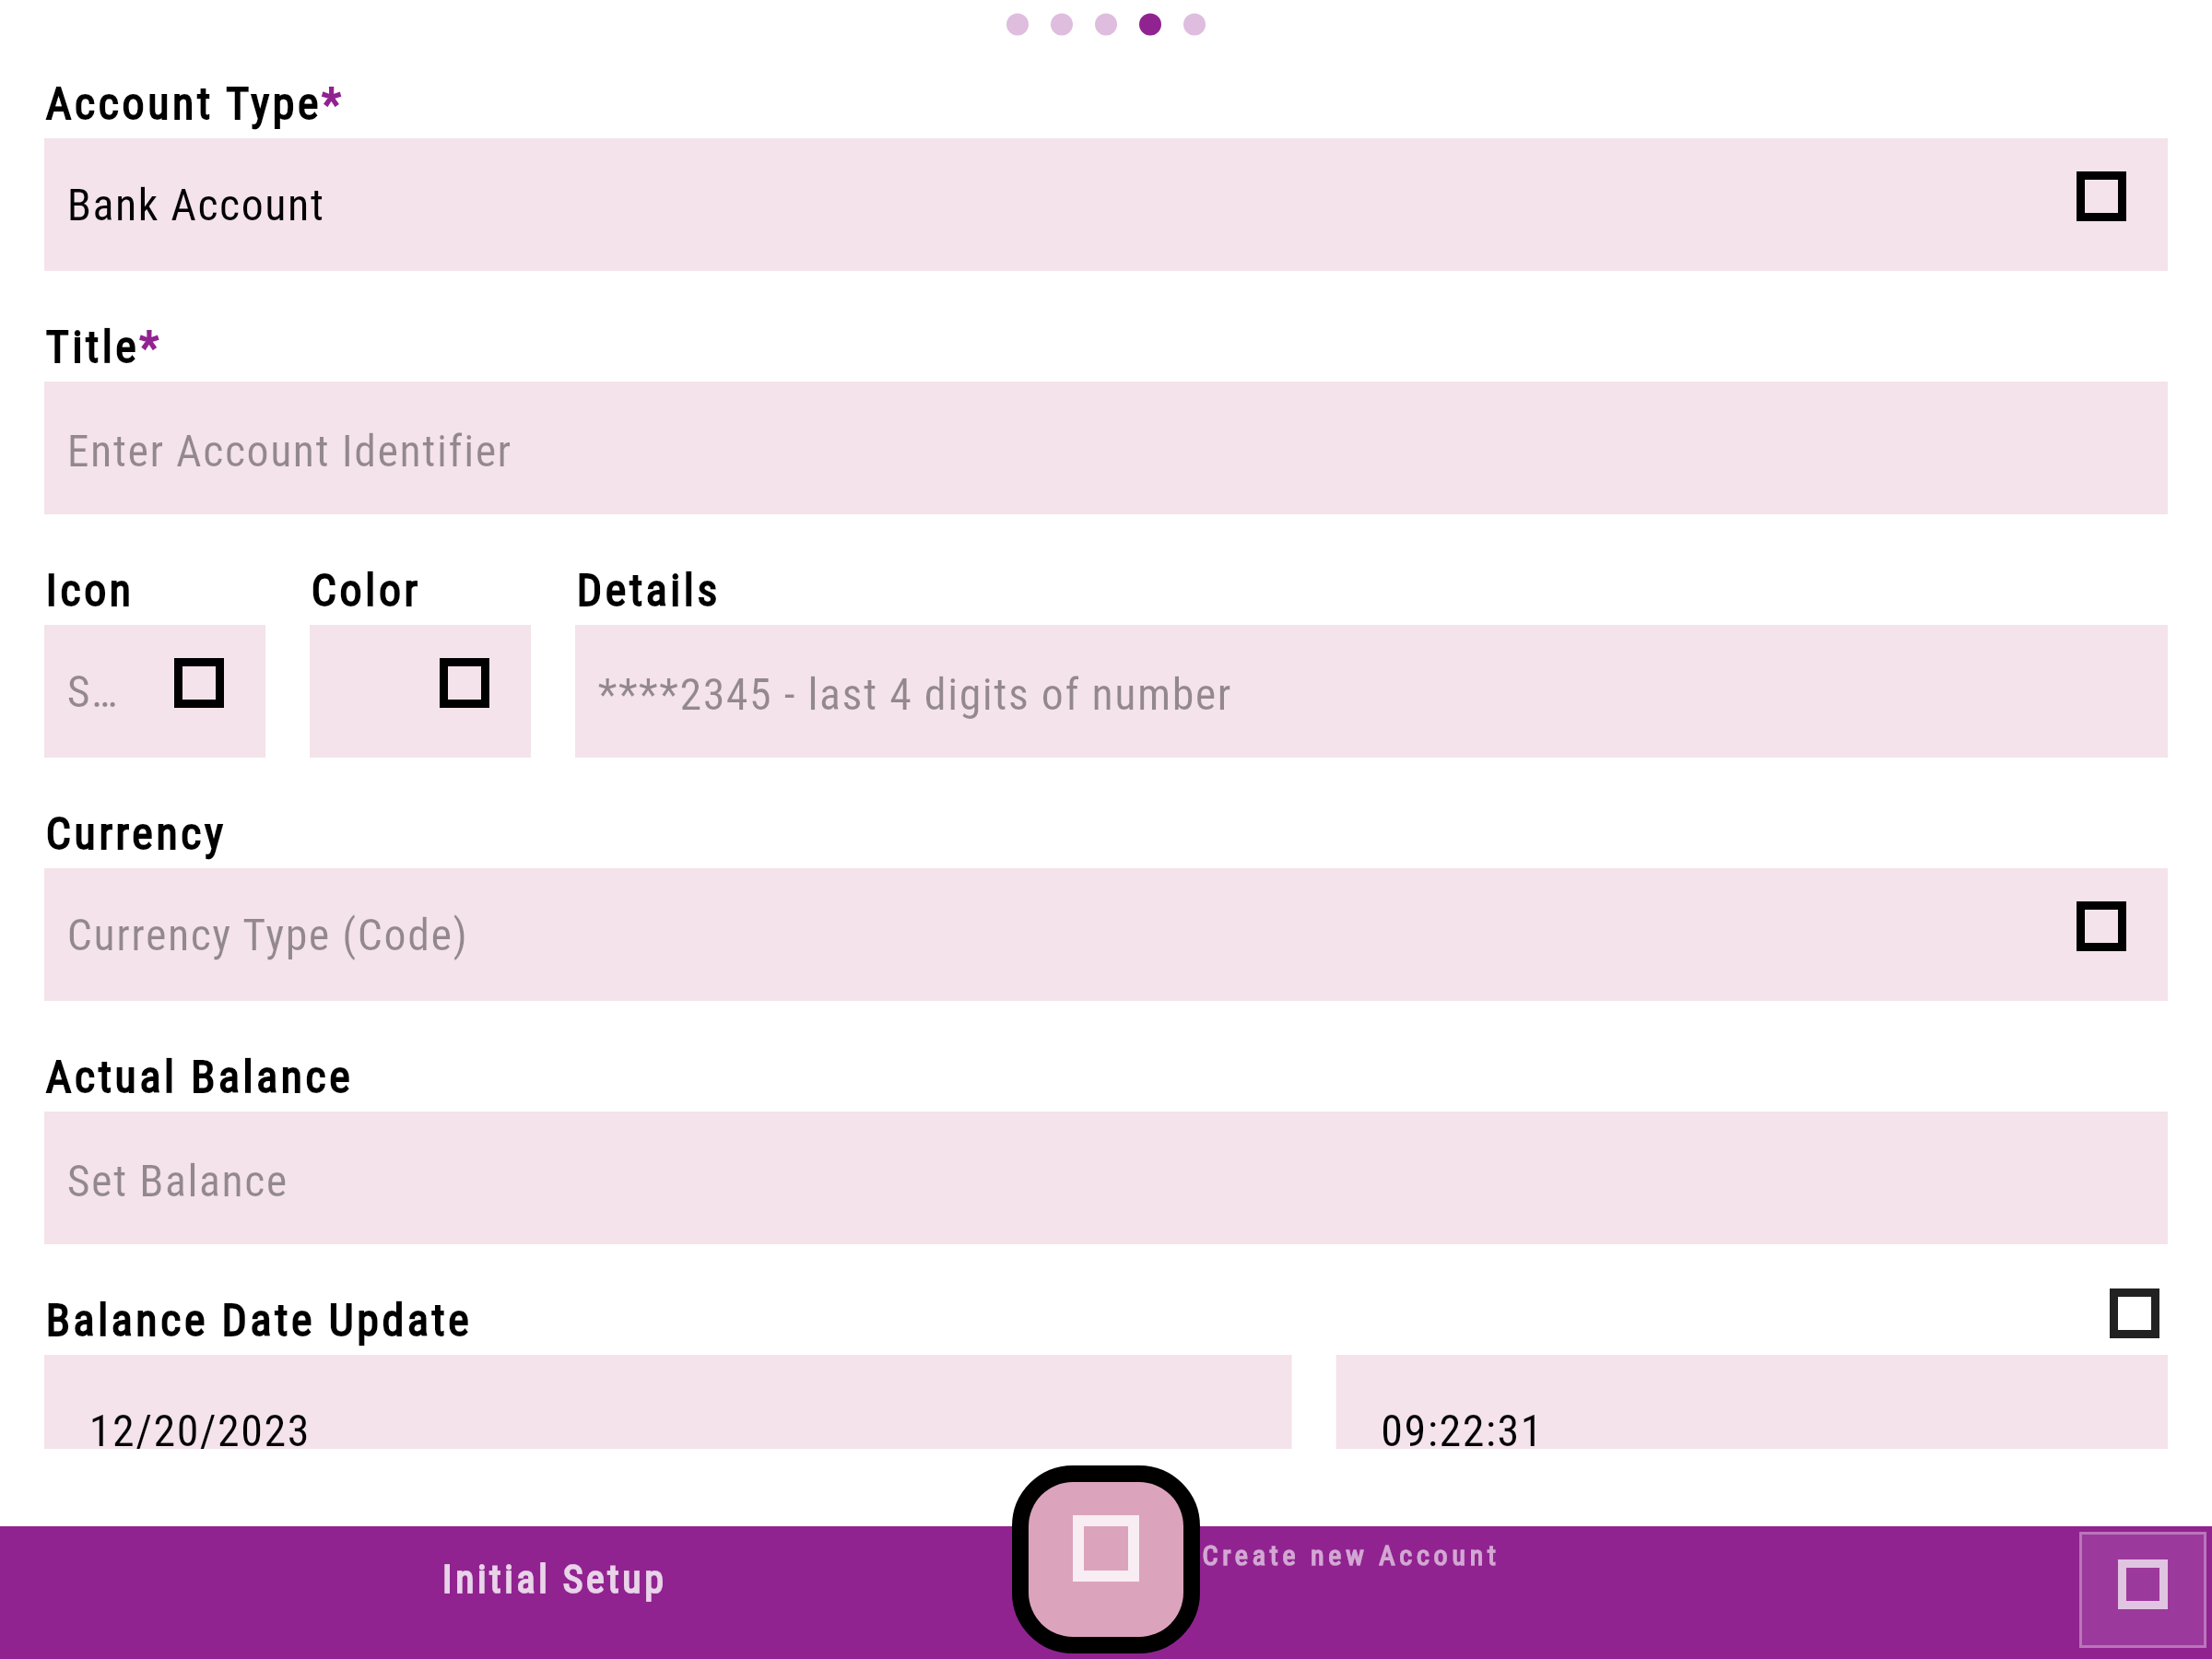 Account Type*
Bank Account
Title*
Enter Account Identifier
Icon Color Details
S… ****2345 - last 4 digits of number
Currency
Currency Type (Code)
Actual Balance
Set Balance
Balance Date Update
12/20/2023 09:22:31
Initial Setup Create new Account